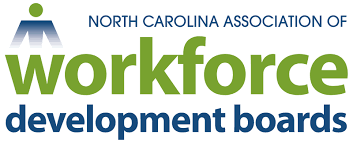 NORTH CAROLINA ASSOCIATION OF
workforce
development boards